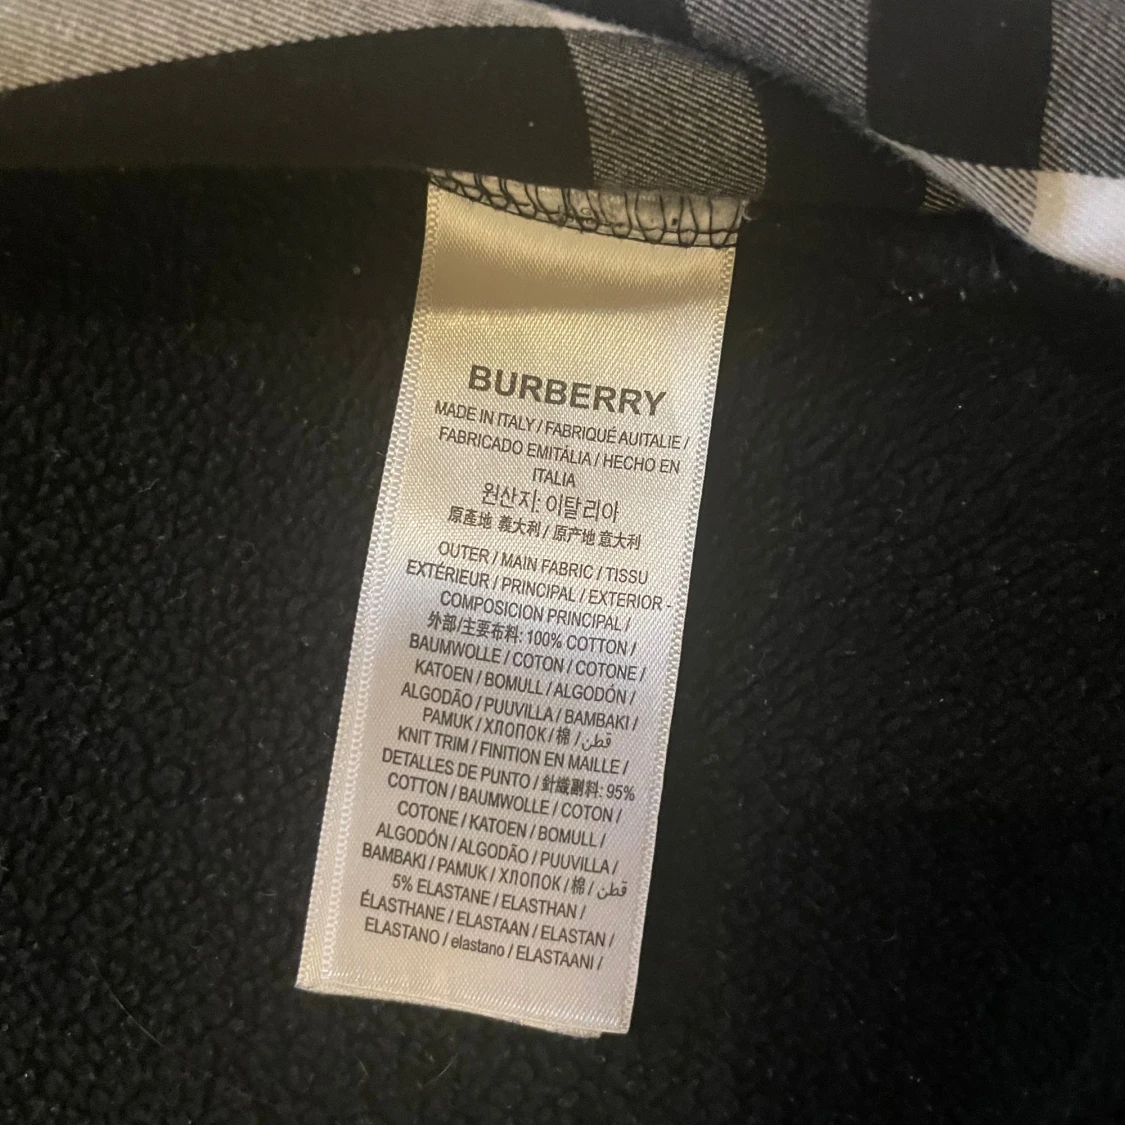 BURBERRY
MADE IN ITALY / FABRIQUÉ AUITALIE /
FABRICADO EMITÁLIA / HECHO EN
ITALIA
원산지: 이탈리아
原產地 義大利 / 原产地 意大利
OUTER / MAIN FABRIC / TISSU
EXTÉRIEUR / PRINCIPAL / EXTERIOR -
COMPOSICION PRINCIPAL /
外部/主要布料: 100% COTTON /
BAUMWOLLE / COTON / COTONE /
KATOEN / BOMULL / ALGODÓN /
ALGODÃO / PUUVILLA / BAMBAKI /
PAMUK / ХЛОПОК / 棉 / قطن
KNIT TRIM / FINITION EN MAILLE /
DETALLES DE PUNTO / 針織副料: 95%
COTTON / BAUMWOLLE / COTON /
COTONE / KATOEN / BOMULL /
ALGODÓN / ALGODÃO / PUUVILLA /
BAMBAKI / PAMUK / ХЛОПОК / 棉 / قطن
5% ELASTANE / ELASTHAN /
ÉLASTHANE / ELASTAAN / ELASTAN /
ELASTANO / elastano / ELASTAANI /